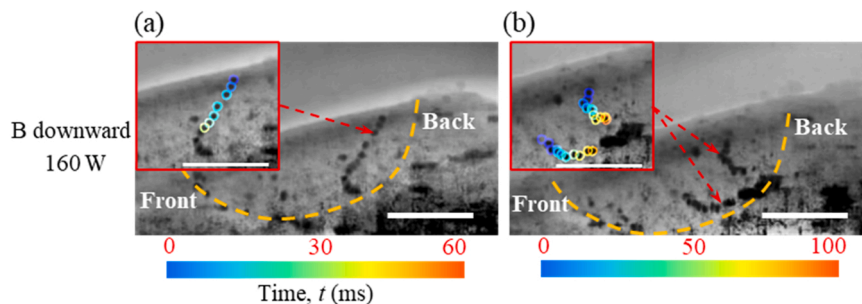 (a)
(b)
B downward
160 W
Back
Front
Back
Front
0
30
60
0
50
100
Time, t (ms)